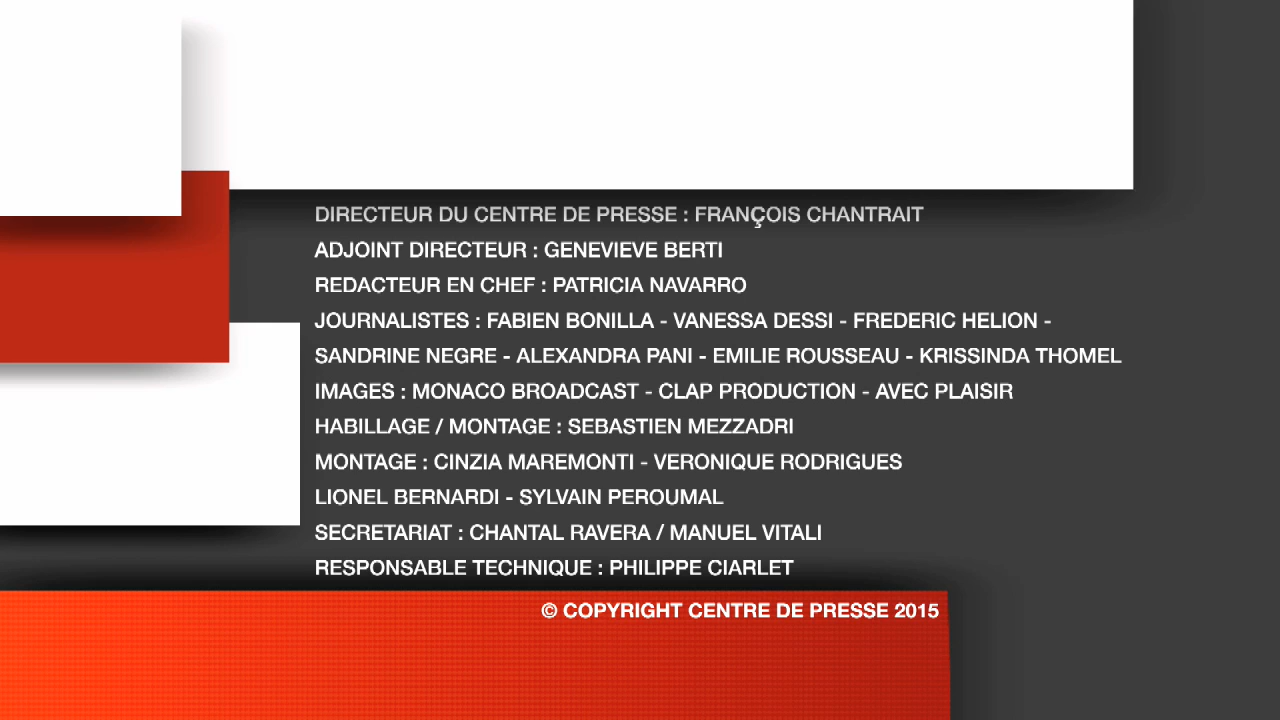 DIRECTEUR DU CENTRE DE PRESSE : FRANÇOIS CHANTRAIT
ADJOINT DIRECTEUR : GENEVIEVE BERTI
REDACTEUR EN CHEF : PATRICIA NAVARRO
JOURNALISTES : FABIEN BONILLA - VANESSA DESSI - FREDERIC HELION -
SANDRINE NEGRE - ALEXANDRA PANI - EMILIE ROUSSEAU - KRISSINDA THOMEL
IMAGES : MONACO BROADCAST - CLAP PRODUCTION - AVEC PLAISIR
HABILLAGE / MONTAGE : SEBASTIEN MEZZADRI
MONTAGE : CINZIA MAREMONTI - VERONIQUE RODRIGUES
LIONEL BERNARDI - SYLVAIN PEROUMAL
SECRETARIAT : CHANTAL RAVERA / MANUEL VITALI
RESPONSABLE TECHNIQUE : PHILIPPE CIARLET
© COPYRIGHT CENTRE DE PRESSE 2015